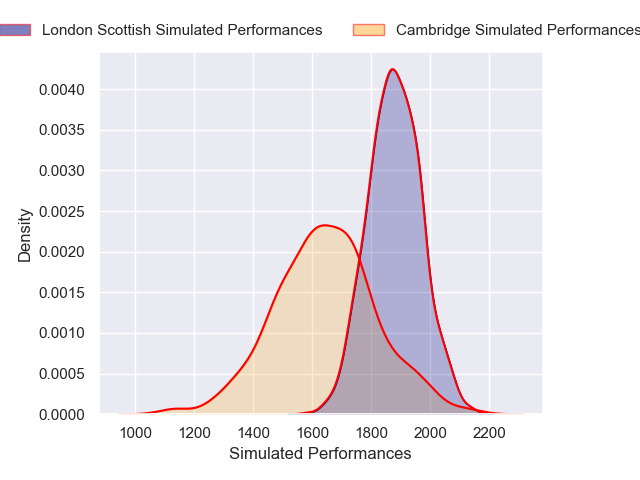 London Scottish Simulated Performances
Cambridge Simulated Performances
0.0040
0.0035
0.0030
0.0025
0.0020
0.0015
0.0010
0.0005
0.0000
Density
1000 1200 1400 1600 1800 2000 2200
Simulated Performances